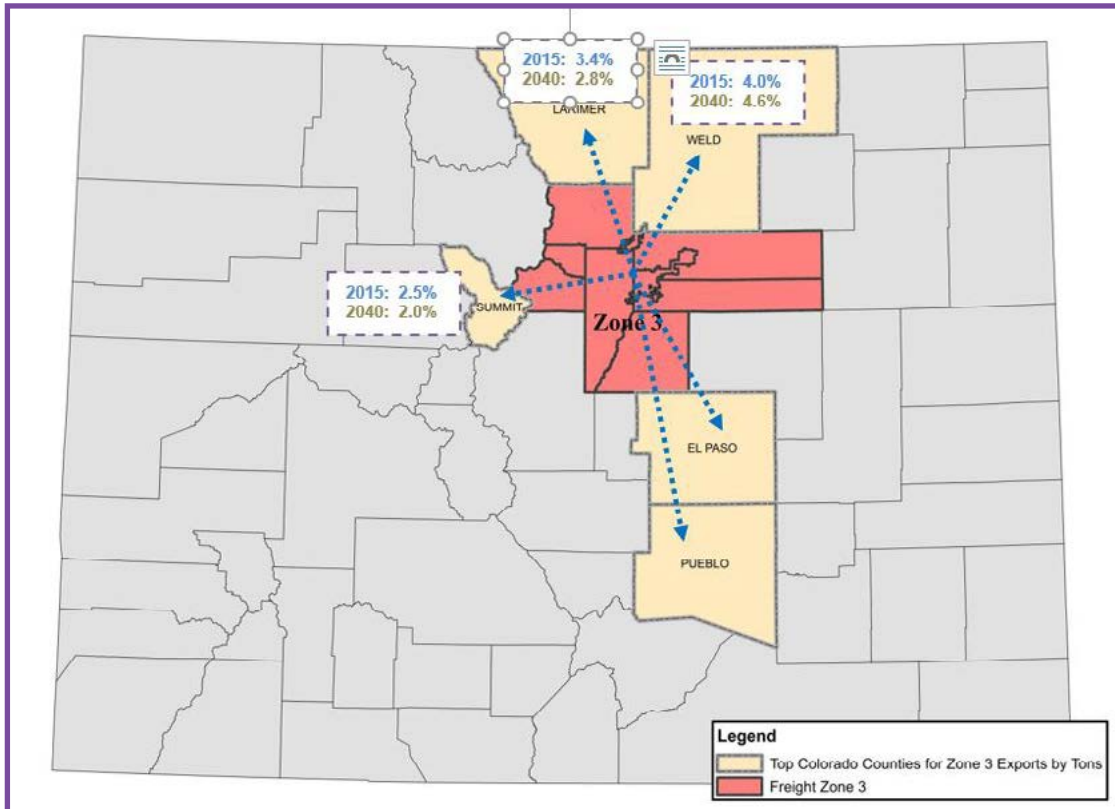 2015: 3.4%
2040: 2.8%
2015: 4.0%
2040: 4.6%
LARIMER
WELD
2015: 2.5%
2040: 2.0%
SUMMIT
Zone 3
EL PASO
PUEBLO
Legend
Top Colorado Counties for Zone 3 Exports by Tons
Freight Zone 3